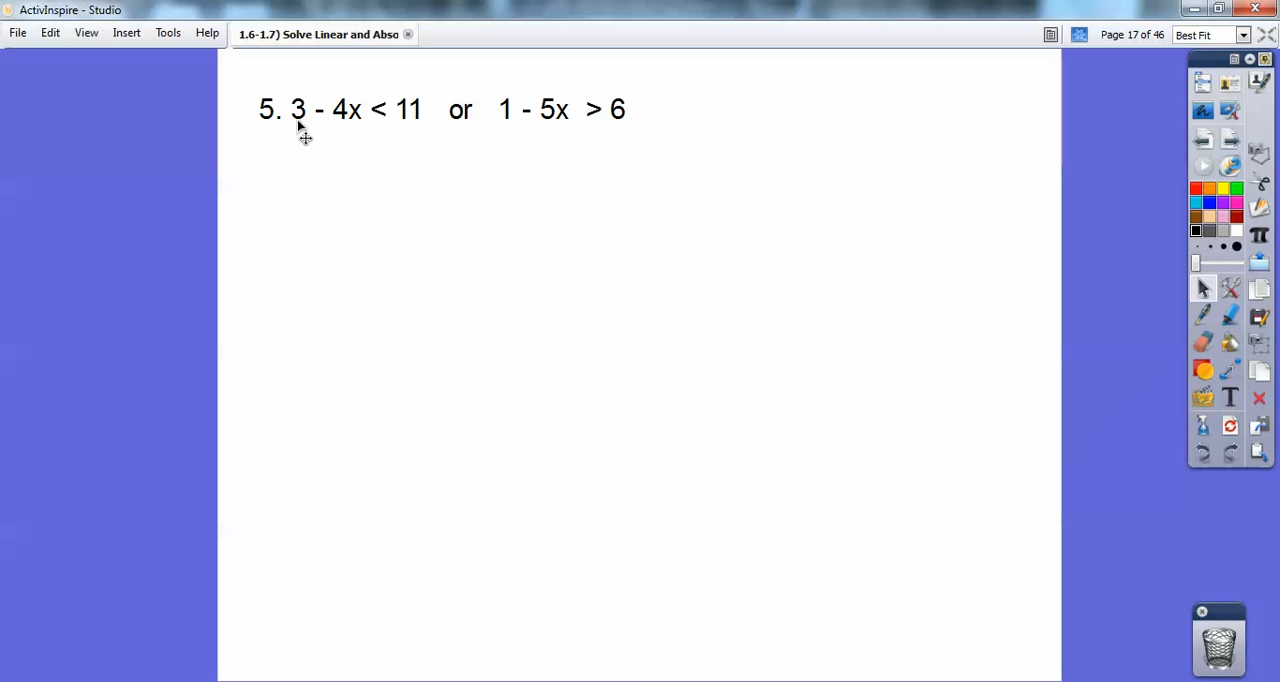 ActivInspire - Studio
File Edit View Insert Tools Help 1.6-1.7) Solve Linear and Abso Page 17 of 46 Best Fit
5. 3 - 4x < 11 or 1 - 5x > 6